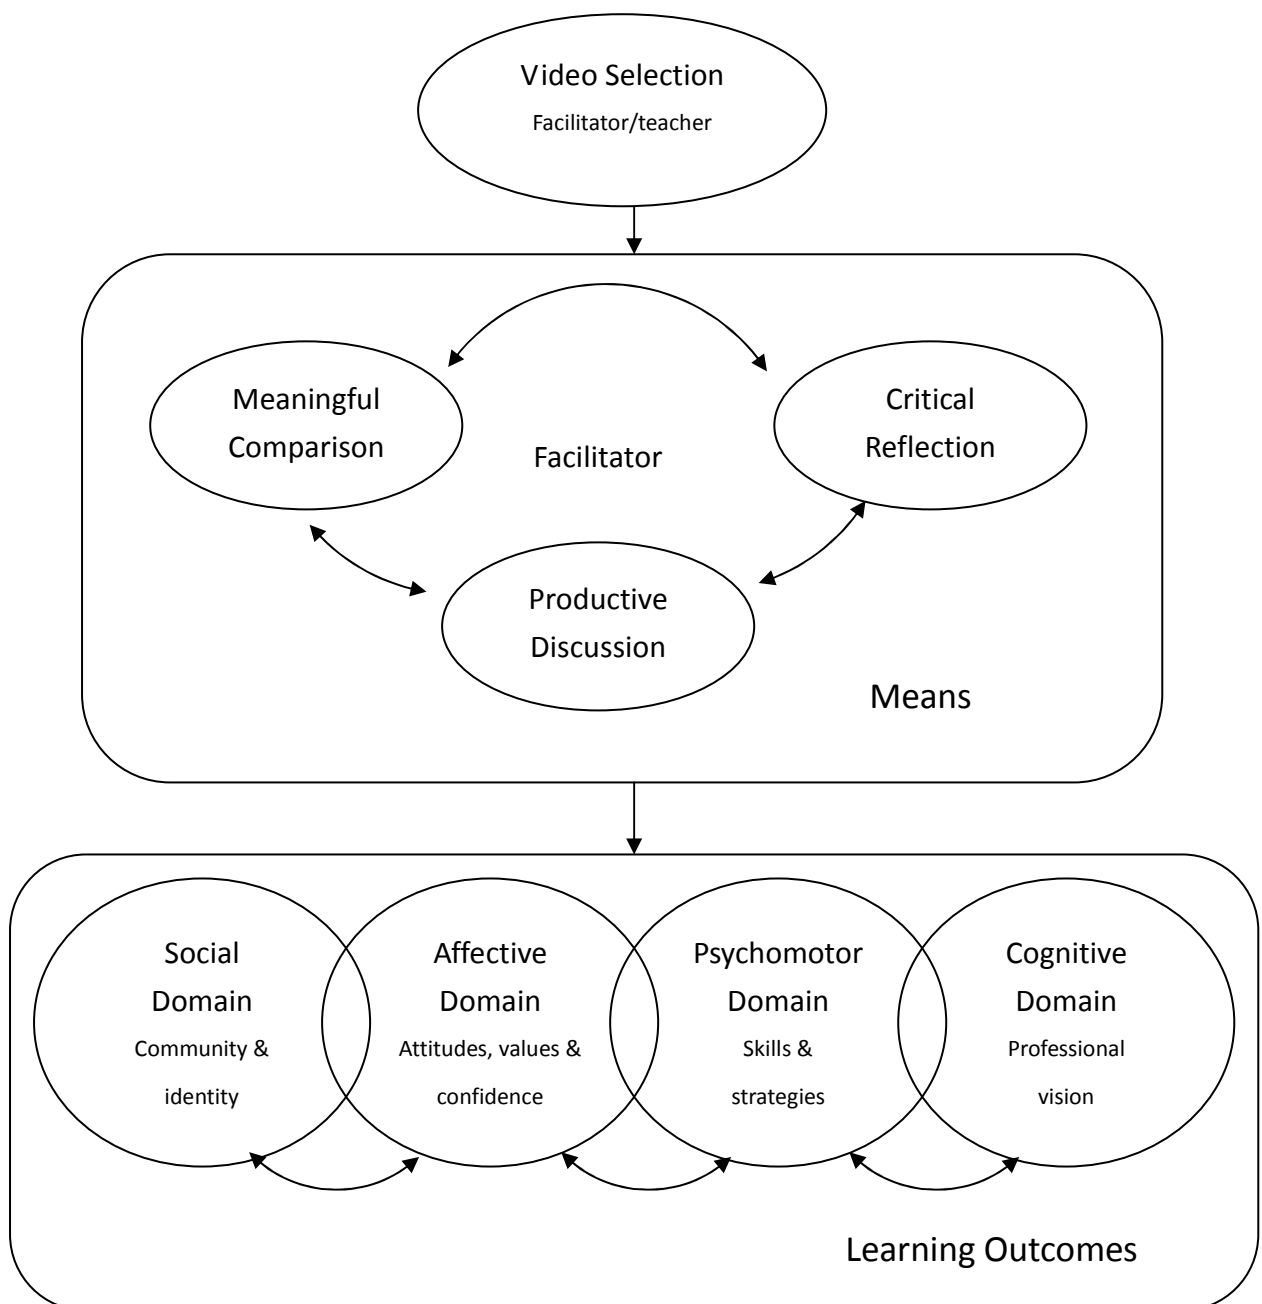 Video Selection
Facilitator/teacher
Meaningful
Comparison
Critical
Reflection
Facilitator
Productive
Discussion
Means
Social
Domain
Community &
identity
Affective
Domain
Attitudes, values &
confidence
Psychomotor
Domain
Skills &
strategies
Cognitive
Domain
Professional
vision
Learning Outcomes